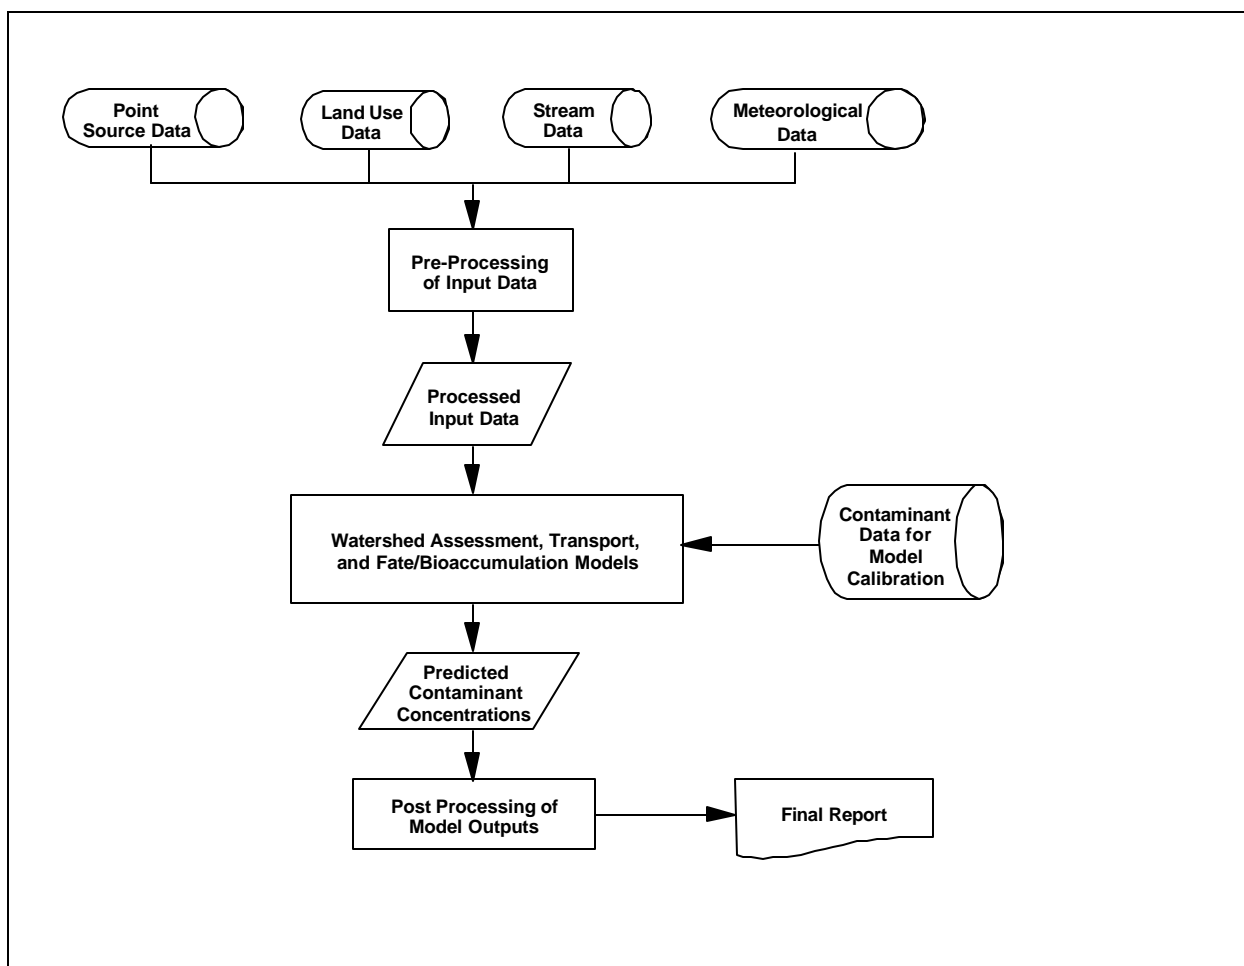 Point
Source Data
Land Use
Data
Stream
Data
Meteorological
Data
Pre-Processing
of Input Data
Processed
Input Data
Watershed Assessment, Transport,
and Fate/Bioaccumulation Models
Contaminant
Data for
Model
Calibration
Predicted
Contaminant
Concentrations
Post Processing of
Model Outputs
Final Report